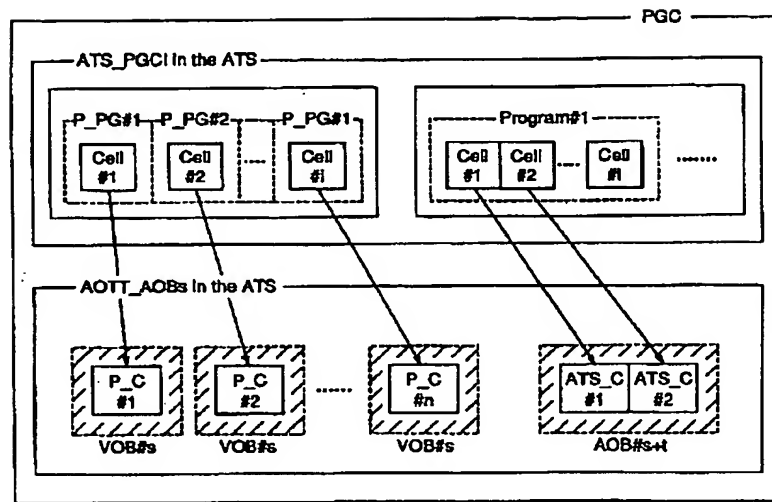 PGC
ATS_PGCI in the ATS
P_PG#1 P_PG#2 P_PG#1
Program#1
Cell #1
Cell #2
.....
Cell #i
Cell #1
Cell #2
....
Cell #i
.......
AOTT_AOBs in the ATS
P_C #1
P_C #2
......
P_C #n
ATS_C #1
ATS_C #2
VOB#s VOB#s VOB#s AOB#s+t